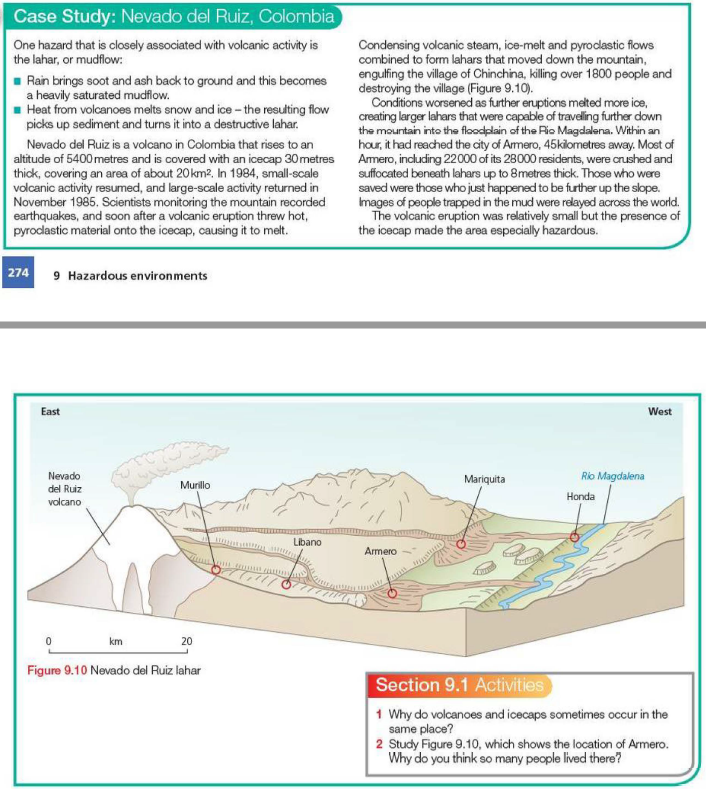 Case Study: Nevado del Ruiz, Colombia
One hazard that is closely associated with volcanic activity is
the lahar, or mudflow:
■ Rain brings soot and ash back to ground and this becomes
a heavily saturated mudflow.
■ Heat from volcanoes melts snow and ice – the resulting flow
picks up sediment and turns it into a destructive lahar.
Nevado del Ruiz is a volcano in Colombia that rises to an
altitude of 5400 metres and is covered with an icecap 30 metres
thick, covering an area of about 20 km². In 1984, small-scale
volcanic activity resumed, and large-scale activity returned in
November 1985. Scientists monitoring the mountain recorded
earthquakes, and soon after a volcanic eruption threw hot,
pyroclastic material onto the icecap, causing it to melt.
Condensing volcanic steam, ice-melt and pyroclastic flows
combined to form lahars that moved down the mountain,
engulfing the village of Chinchina, killing over 1800 people and
destroying the village (Figure 9.10).
Conditions worsened as further eruptions melted more ice,
creating larger lahars that were capable of travelling further down
the mountain into the floodplain of the Rio Magdalena. Within an
hour, it had reached the city of Armero, 45 kilometres away. Most of
Armero, including 22 000 of its 28 000 residents, were crushed and
suffocated beneath lahars up to 8 metres thick. Those who were
saved were those who just happened to be further up the slope.
Images of people trapped in the mud were relayed across the world.
The volcanic eruption was relatively small but the presence of
the icecap made the area especially hazardous.
274 9 Hazardous environments
East
West
Nevado
del Ruiz
volcano
Murillo
Libano
Armero
Mariquita
Rio Magdalena
Honda
0 km 20
Figure 9.10 Nevado del Ruiz lahar
Section 9.1 Activities
1 Why do volcanoes and icecaps sometimes occur in the
same place?
2 Study Figure 9.10, which shows the location of Armero.
Why do you think so many people lived there?